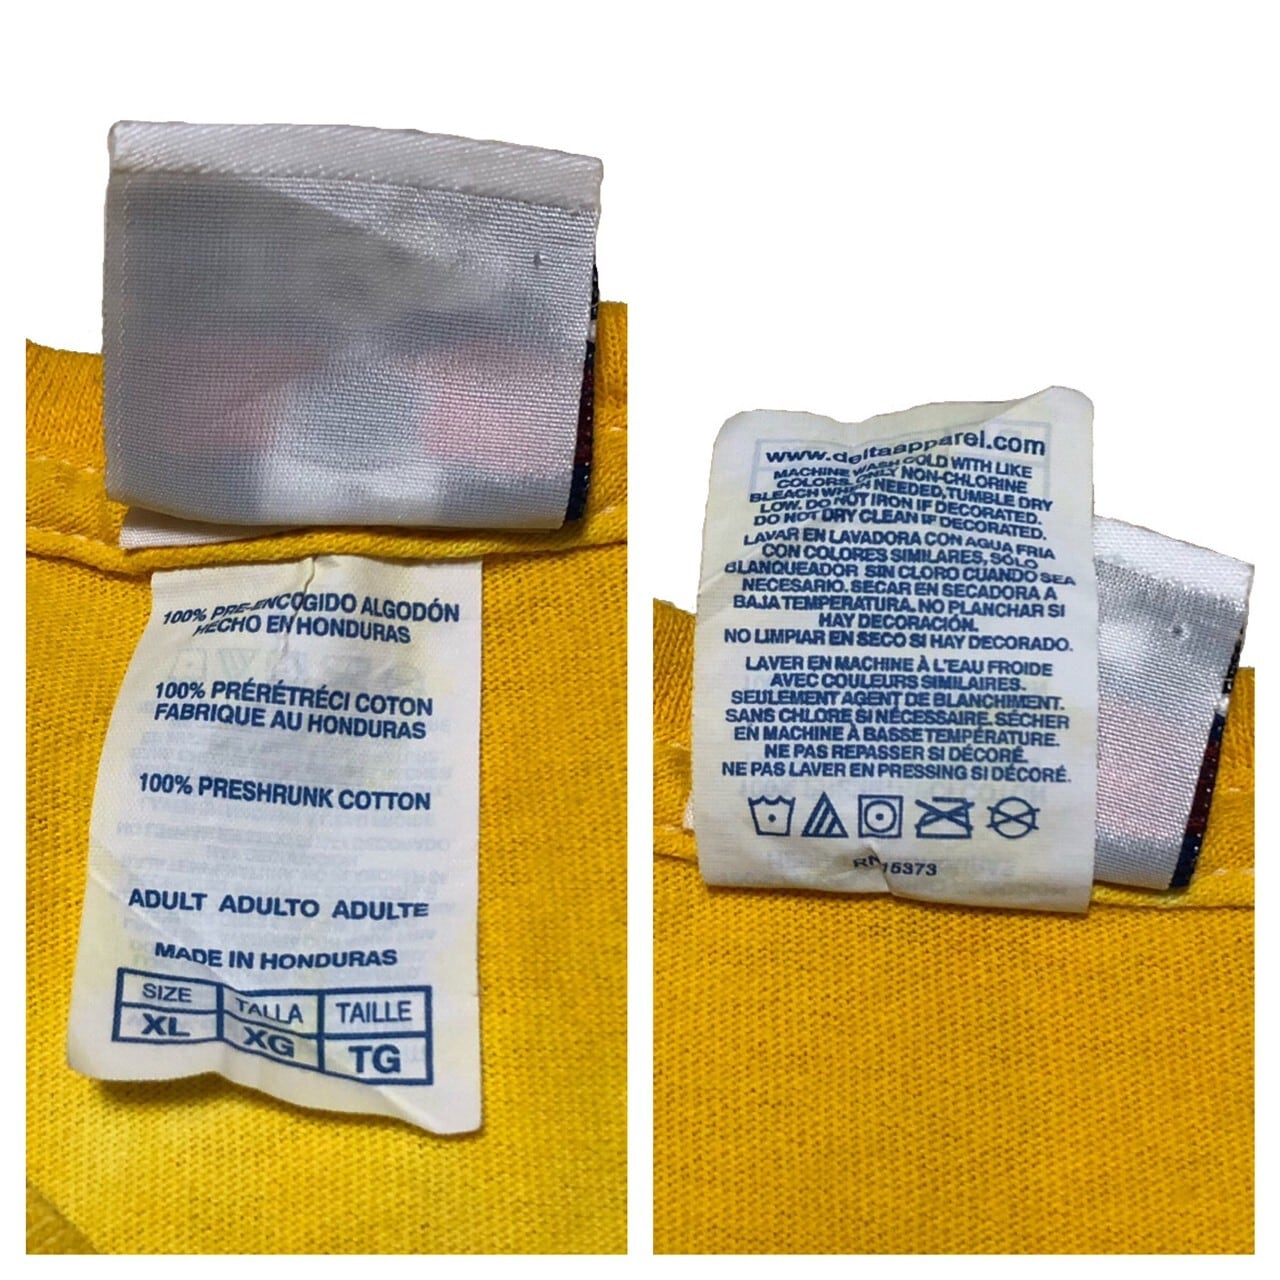 100% PRE-ENCOGIDO ALGODÓN
HECHO EN HONDURAS
100% PRÉRÉTRÉCI COTON
FABRIQUE AU HONDURAS
100% PRESHRUNK COTTON
ADULT ADULTO ADULTE
MADE IN HONDURAS
SIZE TALLA TAILLE
XL XG TG
www.deltaapparel.com
MACHINE WASH COLD WITH LIKE
COLORS. ONLY NON-CHLORINE
BLEACH WHEN NEEDED, TUMBLE DRY
LOW. DO NOT IRON IF DECORATED.
DO NOT DRY CLEAN IF DECORATED.
LAVAR EN LAVADORA CON AGUA FRIA
CON COLORES SIMILARES, SÓLO
BLANQUEADOR SIN CLORO CUANDO SEA
NECESARIO. SECAR EN SECADORA A
BAJA TEMPERATURA. NO PLANCHAR SI
HAY DECORACIÓN.
NO LIMPIAR EN SECO SI HAY DECORADO.
LAVER EN MACHINE À L'EAU FROIDE
AVEC COULEURS SIMILAIRES.
SEULEMENT AGENT DE BLANCHIMENT.
SANS CHLORE SI NÉCESSAIRE. SÉCHER
EN MACHINE À BASSE TEMPÉRATURE.
NE PAS REPASSER SI DÉCORÉ.
NE PAS LAVER EN PRESSING SI DÉCORÉ.
RN 15373